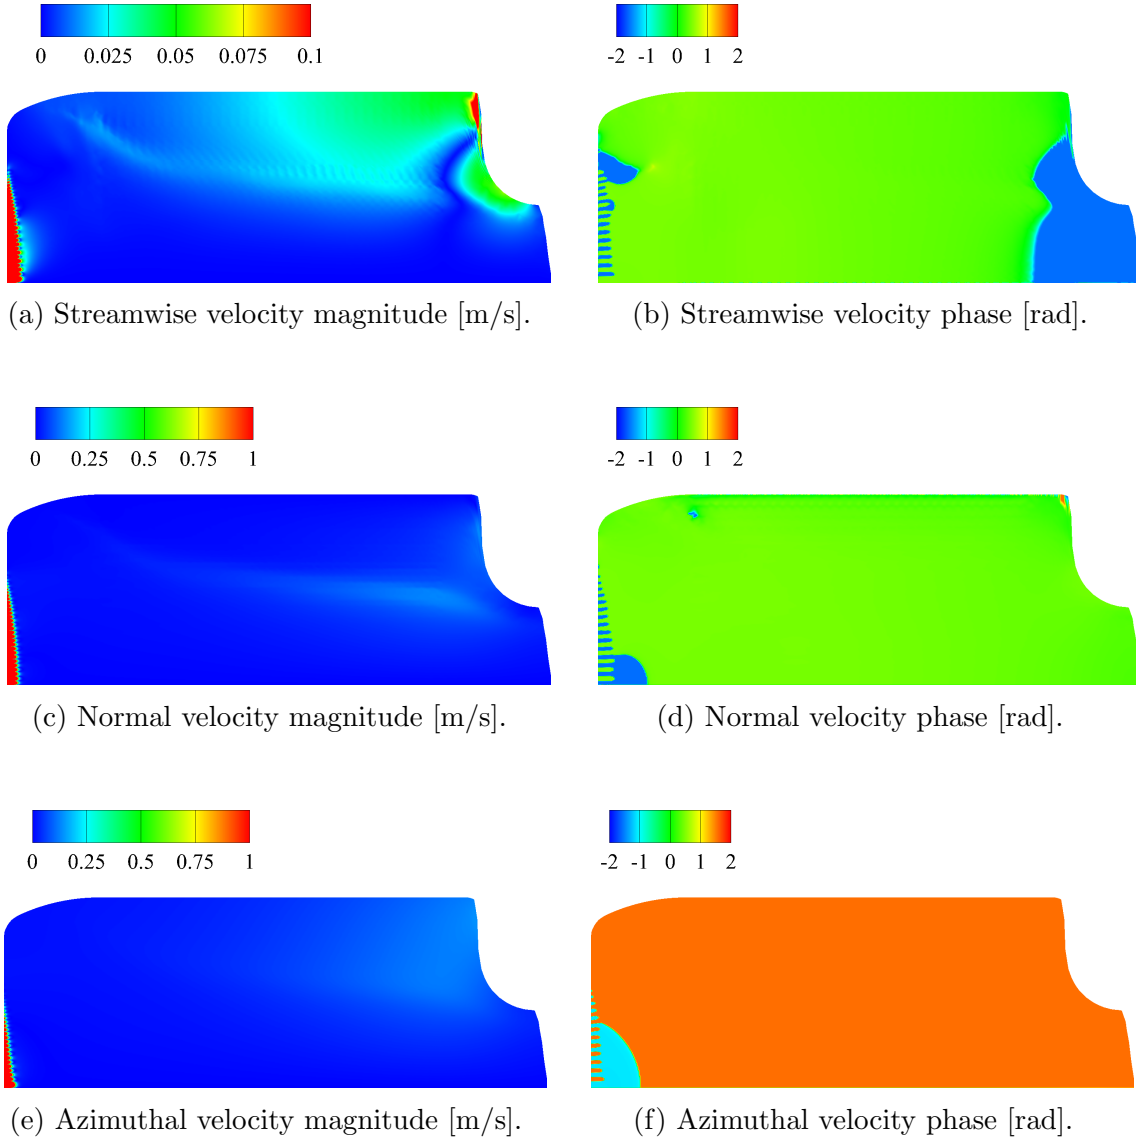 0 0.025 0.05 0.075 0.1
-2 -1 0 1 2
(a) Streamwise velocity magnitude [m/s].
(b) Streamwise velocity phase [rad].
0 0.25 0.5 0.75 1
-2 -1 0 1 2
(c) Normal velocity magnitude [m/s].
(d) Normal velocity phase [rad].
0 0.25 0.5 0.75 1
-2 -1 0 1 2
(e) Azimuthal velocity magnitude [m/s].
(f) Azimuthal velocity phase [rad].